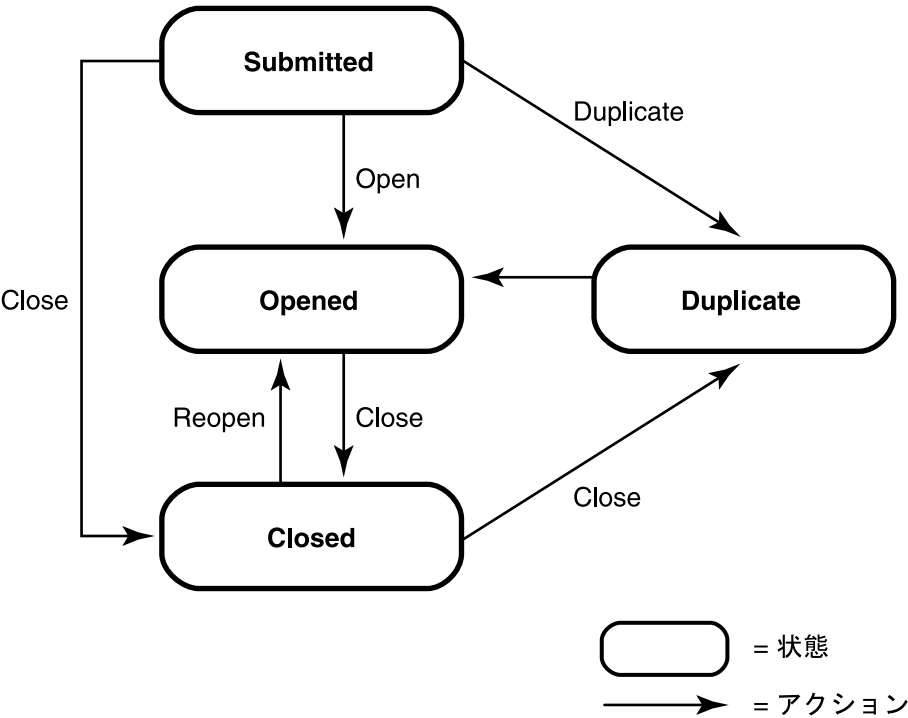 Submitted
Duplicate
Open
Close
Opened
Duplicate
Reopen
Close
Close
Closed
= 状態
= アクション